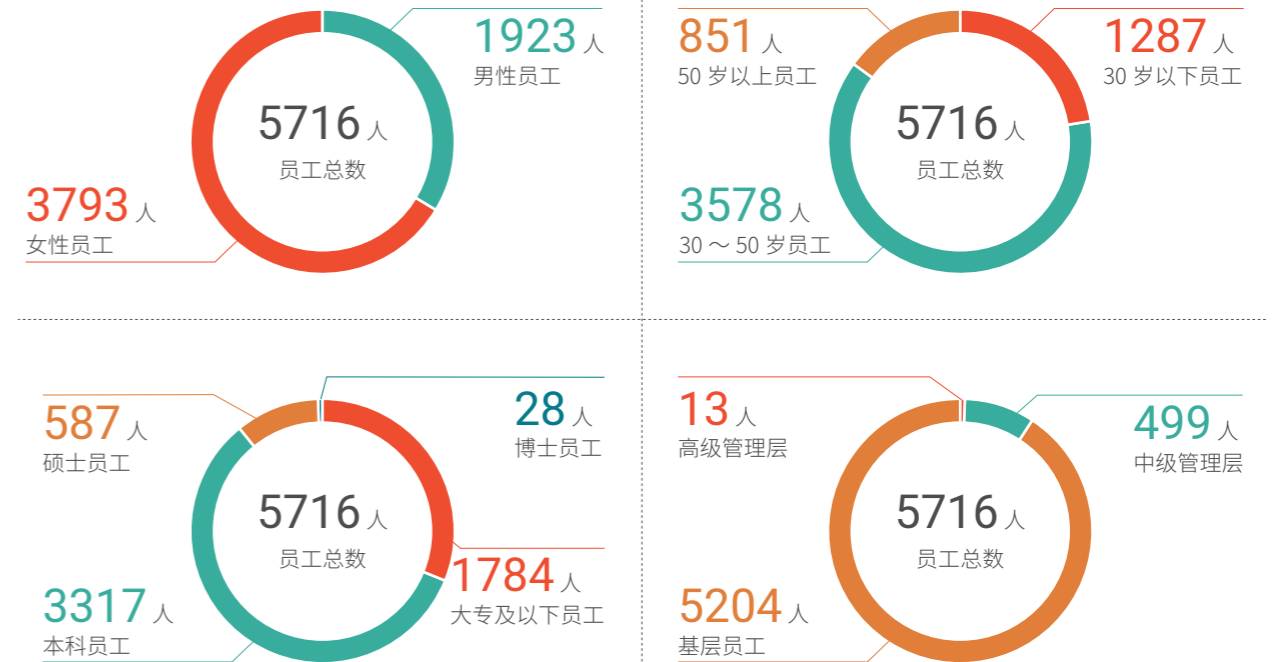 1923 人
男性员工
5716 人
员工总数
3793 人
女性员工
851 人
50 岁以上员工
1287 人
30 岁以下员工
5716 人
员工总数
3578 人
30 ～ 50 岁员工
587 人
硕士员工
28 人
博士员工
5716 人
员工总数
1784 人
大专及以下员工
3317 人
本科员工
13 人
高级管理层
499 人
中级管理层
5716 人
员工总数
5204 人
基层员工